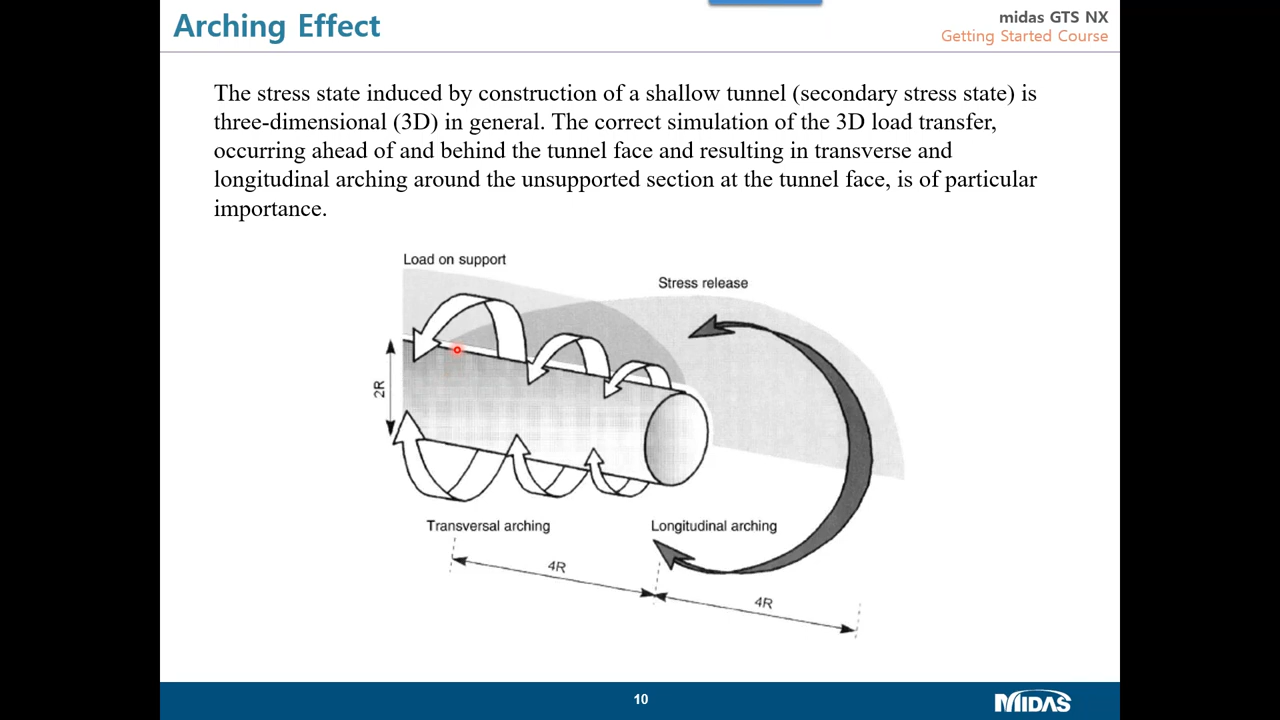 Arching Effect
midas GTS NX
Getting Started Course
The stress state induced by construction of a shallow tunnel (secondary stress state) is
three-dimensional (3D) in general. The correct simulation of the 3D load transfer,
occurring ahead of and behind the tunnel face and resulting in transverse and
longitudinal arching around the unsupported section at the tunnel face, is of particular
importance.
Load on support
Stress release
2R
Transversal arching
Longitudinal arching
4R
4R
10
MIDAS